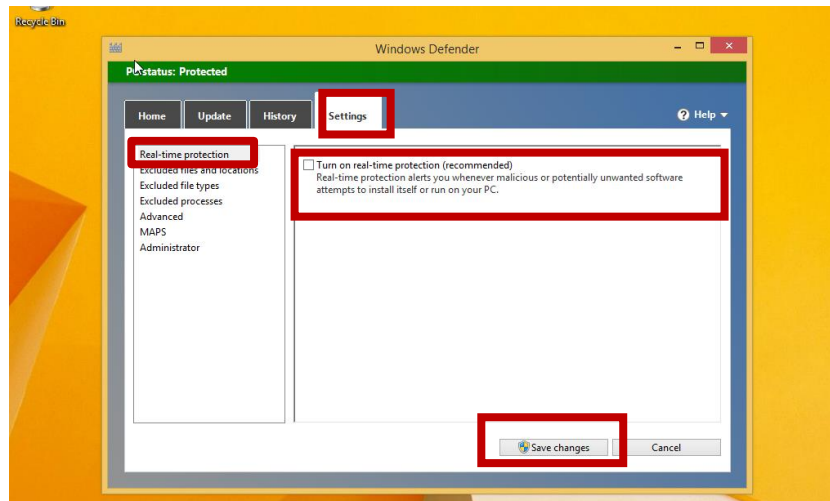 Recycle Bin
Windows Defender
PC status: Protected
Home
Update
History
Settings
Help
Real-time protection
Excluded files and locations
Excluded file types
Excluded processes
Advanced
MAPS
Administrator
Turn on real-time protection (recommended)
Real-time protection alerts you whenever malicious or potentially unwanted software
attempts to install itself or run on your PC.
Save changes
Cancel